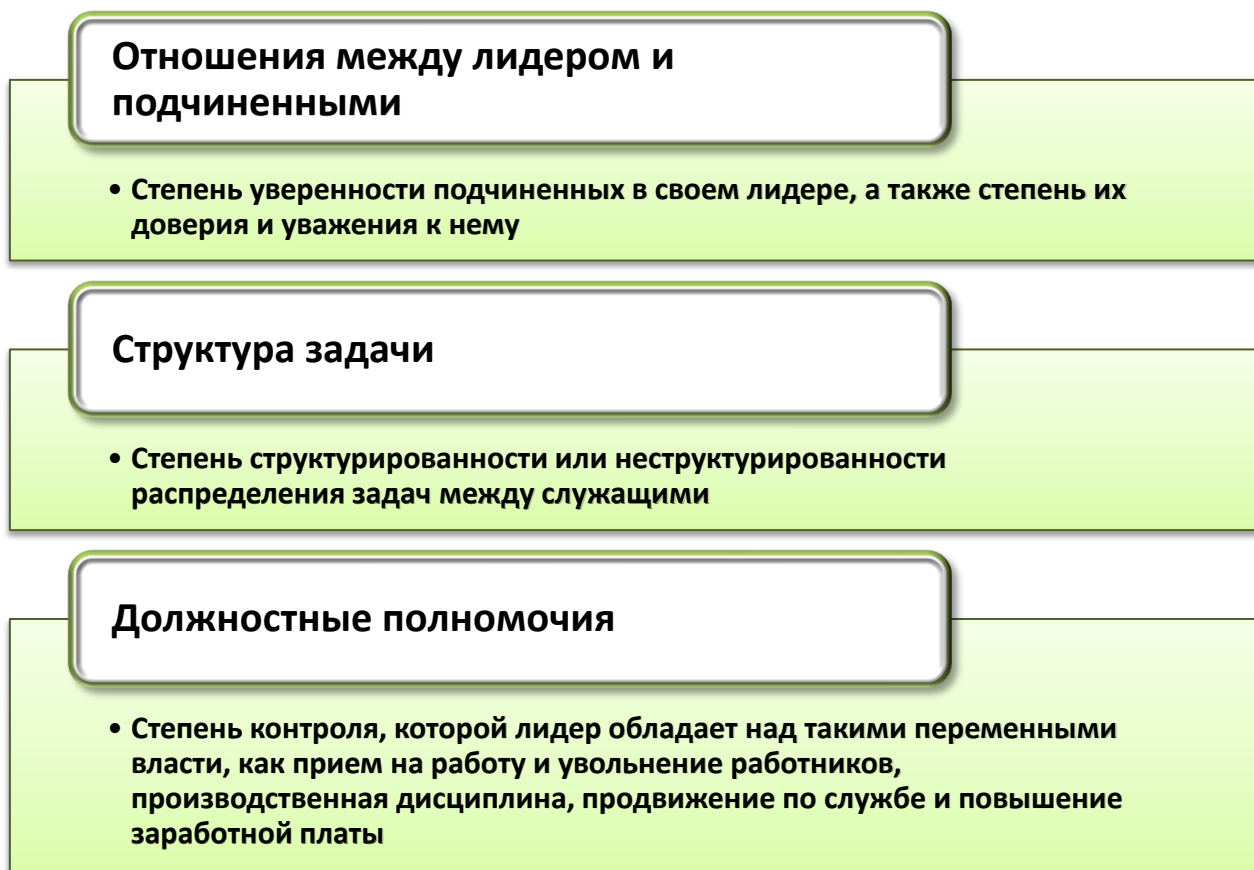 Отношения между лидером и
подчиненными
• Степень уверенности подчиненных в своем лидере, а также степень их
доверия и уважения к нему
Структура задачи
• Степень структурированности или неструктурированности
распределения задач между служащими
Должностные полномочия
• Степень контроля, которой лидер обладает над такими переменными
власти, как прием на работу и увольнение работников,
производственная дисциплина, продвижение по службе и повышение
заработной платы